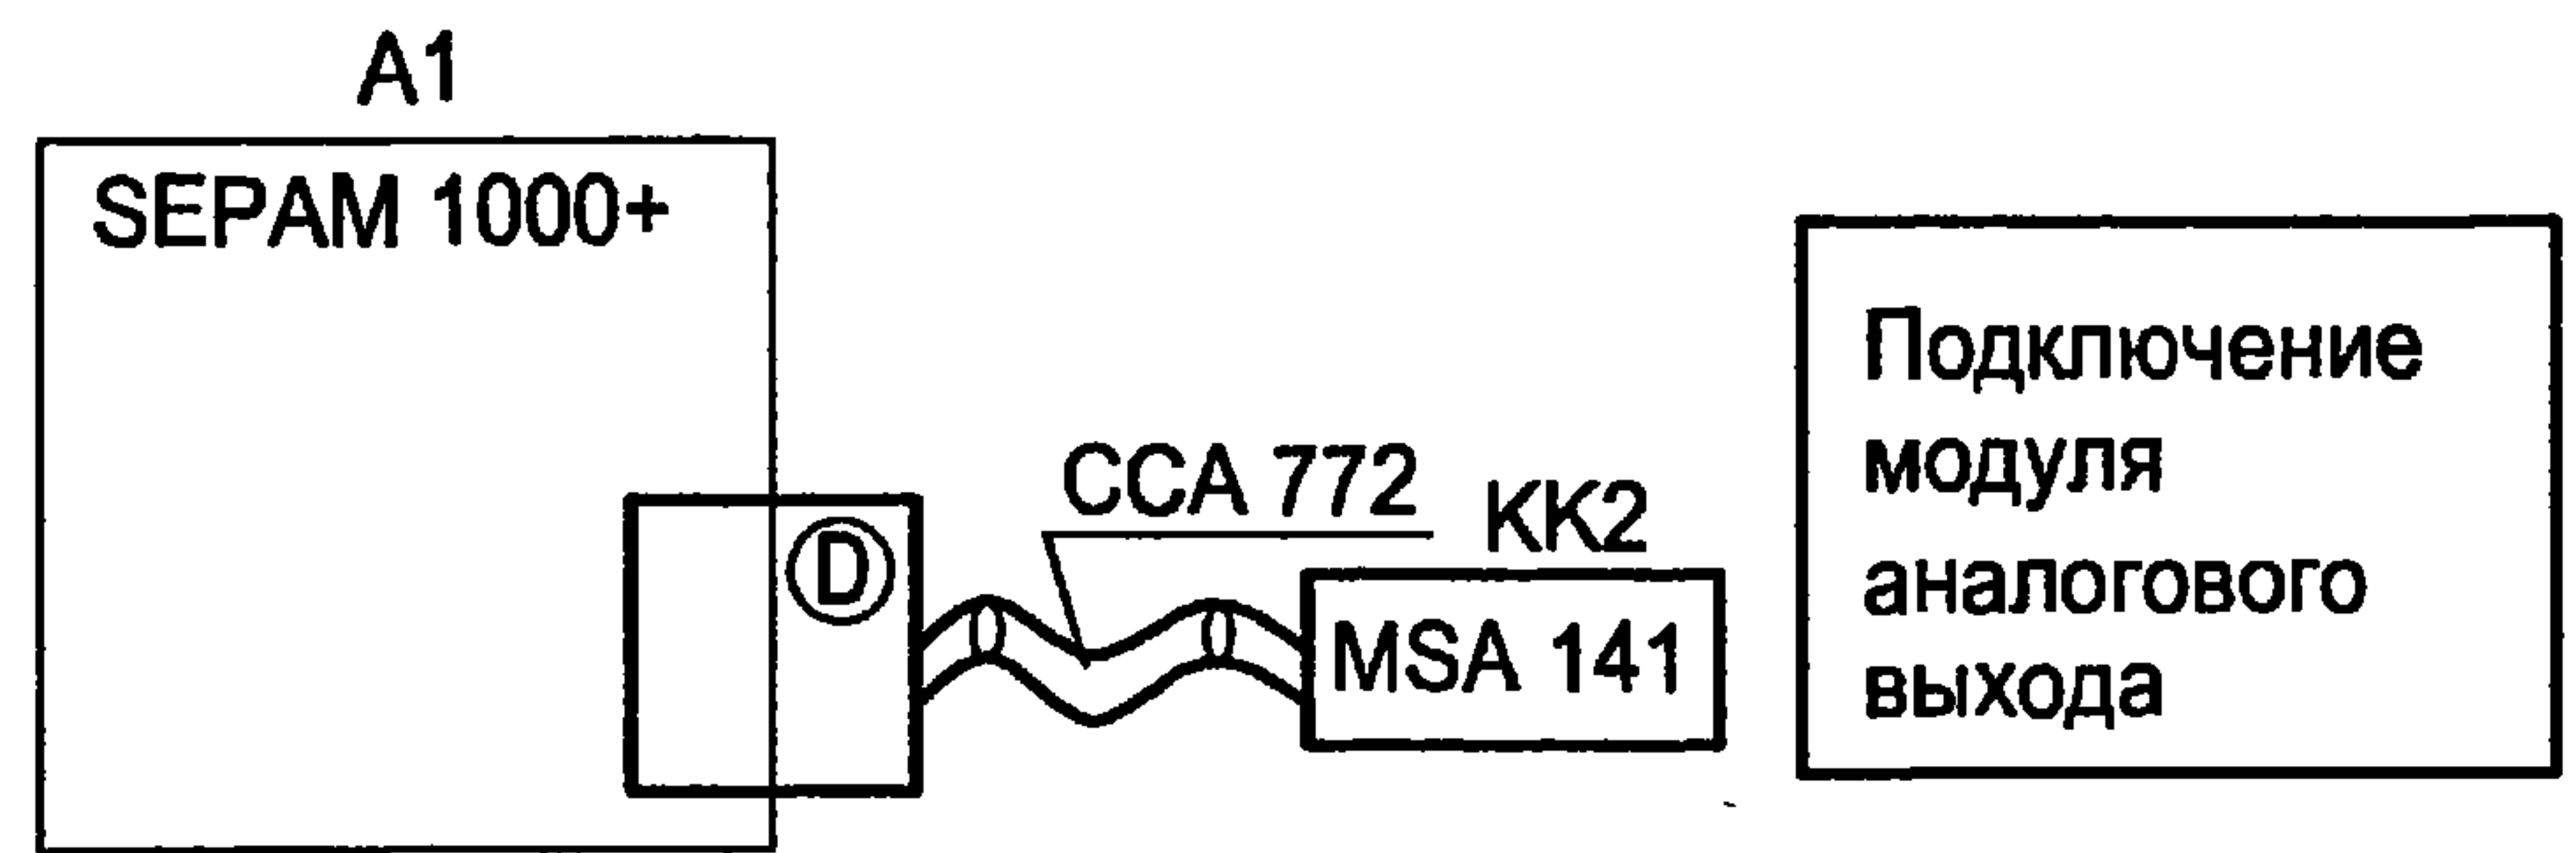 A1
SEPAM 1000+
D
CCA 772
KK2
MSA 141
Подключение
модуля
аналогового
выхода